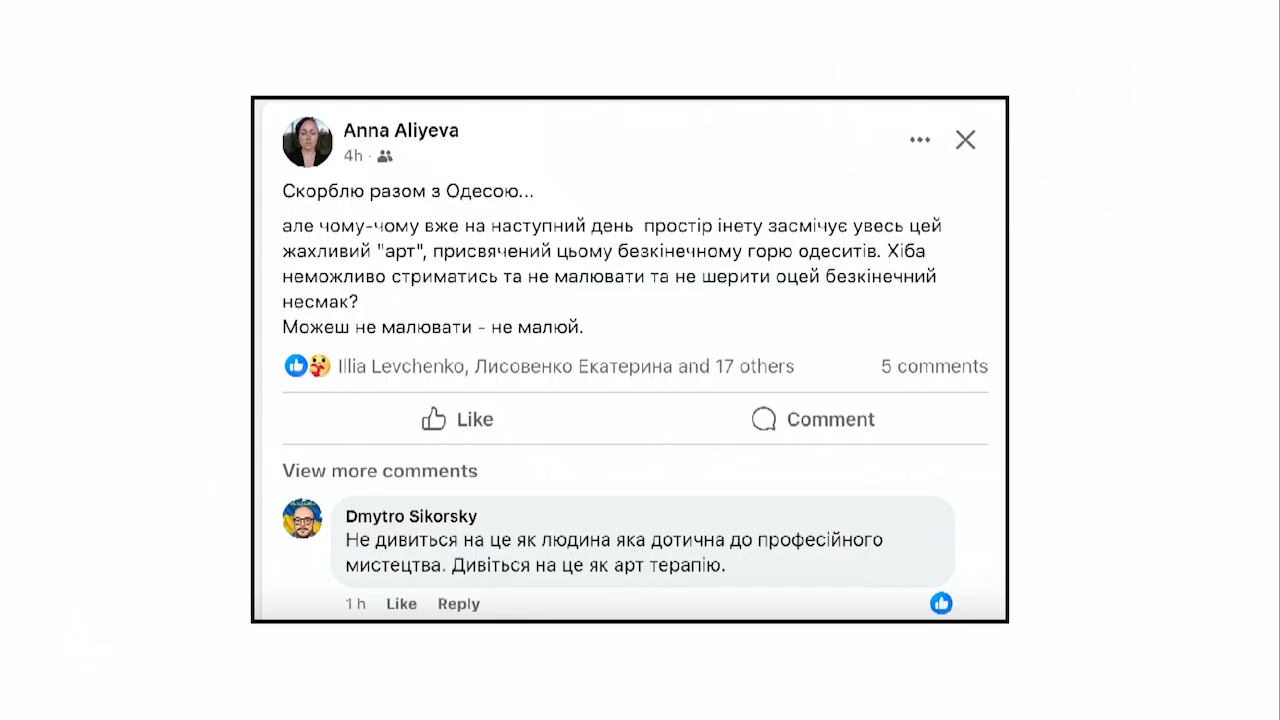 Anna Aliyeva
4h ·
Скорблю разом з Одесою...
але чому-чому вже на наступний день простір інету засмічує увесь цей
жахливий "арт", присвячений цьому безкінечному горю одеситів. Хіба
неможливо стриматись та не малювати та не шерити оцей безкінечний
несмак?
Можеш не малювати - не малюй.
Illia Levchenko, Лисовенко Екатерина and 17 others 5 comments
Like Comment
View more comments
Dmytro Sikorsky
Не дивиться на це як людина яка дотична до професійного
мистецтва. Дивіться на це як арт терапію.
1 h Like Reply